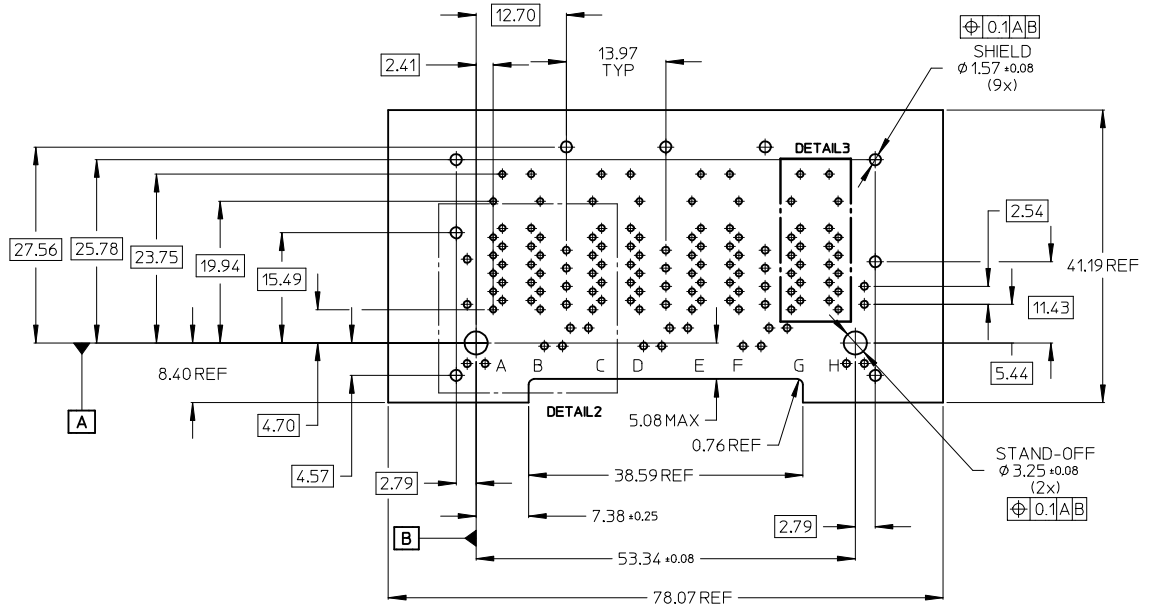 12.70
⌖ 0.1 A B
SHIELD
Ø 1.57 ±0.08
(9x)
13.97
TYP
2.41
DETAIL3
27.56
25.78
23.75
19.94
15.49
2.54
41.19 REF
11.43
8.40 REF
A B C D E F G H
5.44
A
4.70
DETAIL2
5.08 MAX
0.76 REF
4.57
STAND-OFF
Ø 3.25 ±0.08
(2x)
⌖ 0.1 A B
2.79
38.59 REF
7.38 ±0.25
2.79
B
53.34 ±0.08
78.07 REF